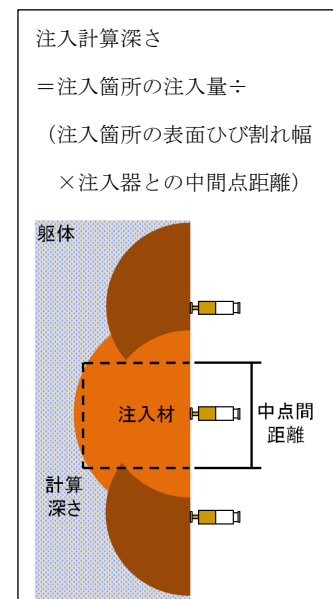 注入計算深さ
＝注入箇所の注入量÷
（注入箇所の表面ひび割れ幅
×注入器との中間点距離）
躯体
注入材
中点間
距離
計算
深さ